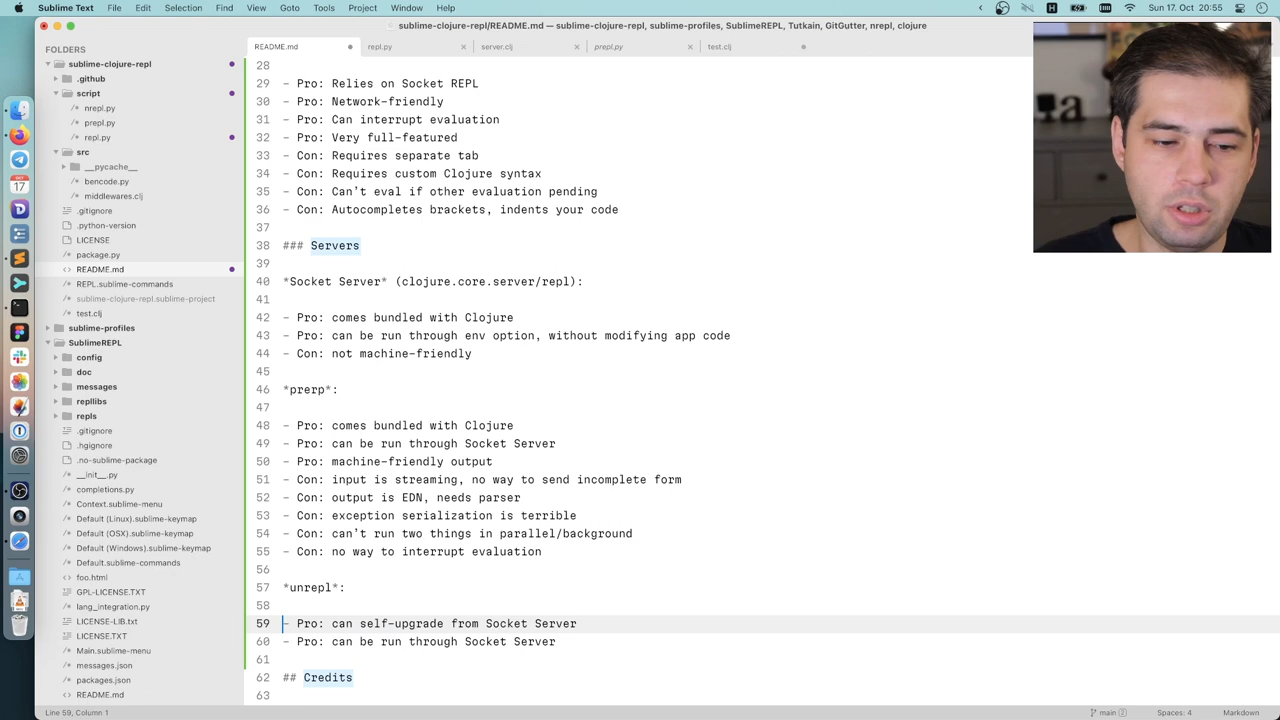 Sublime Text
File
Edit
Selection
Find
View
Goto
Tools
Project
Window
Help
Sun. 17 Oct 20:55
sublime-clojure-repl/README.md — sublime-clojure-repl, sublime-profiles, SublimeREPL, Tutkain, GitGutter, nrepl, clojure
FOLDERS
sublime-clojure-repl
.github
script
nrepl.py
prepl.py
repl.py
src
__pycache__
bencode.py
middlewares.clj
.gitignore
.python-version
LICENSE
package.py
README.md
REPL.sublime-commands
sublime-clojure-repl.sublime-project
test.clj
sublime-profiles
SublimeREPL
config
doc
messages
repllibs
repls
.gitignore
.hgignore
.no-sublime-package
__init__.py
completions.py
Context.sublime-menu
Default (Linux).sublime-keymap
Default (OSX).sublime-keymap
Default (Windows).sublime-keymap
Default.sublime-commands
foo.html
GPL-LICENSE.TXT
lang_integration.py
LICENSE-LIB.txt
LICENSE.TXT
Main.sublime-menu
messages.json
packages.json
README.md
README.md
repl.py
server.clj
prepl.py
test.clj
28
29 - Pro: Relies on Socket REPL
30 - Pro: Network-friendly
31 - Pro: Can interrupt evaluation
32 - Pro: Very full-featured
33 - Con: Requires separate tab
34 - Con: Requires custom Clojure syntax
35 - Con: Can’t eval if other evaluation pending
36 - Con: Autocompletes brackets, indents your code
37
38 ### Servers
39
40 *Socket Server* (clojure.core.server/repl):
41
42 - Pro: comes bundled with Clojure
43 - Pro: can be run through env option, without modifying app code
44 - Con: not machine-friendly
45
46 *prerp*:
47
48 - Pro: comes bundled with Clojure
49 - Pro: can be run through Socket Server
50 - Pro: machine-friendly output
51 - Con: input is streaming, no way to send incomplete form
52 - Con: output is EDN, needs parser
53 - Con: exception serialization is terrible
54 - Con: can’t run two things in parallel/background
55 - Con: no way to interrupt evaluation
56
57 *unrepl*:
58
59 - Pro: can self-upgrade from Socket Server
60 - Pro: can be run through Socket Server
61
62 ## Credits
63
Line 59, Column 1
main 2
Spaces: 4
Markdown